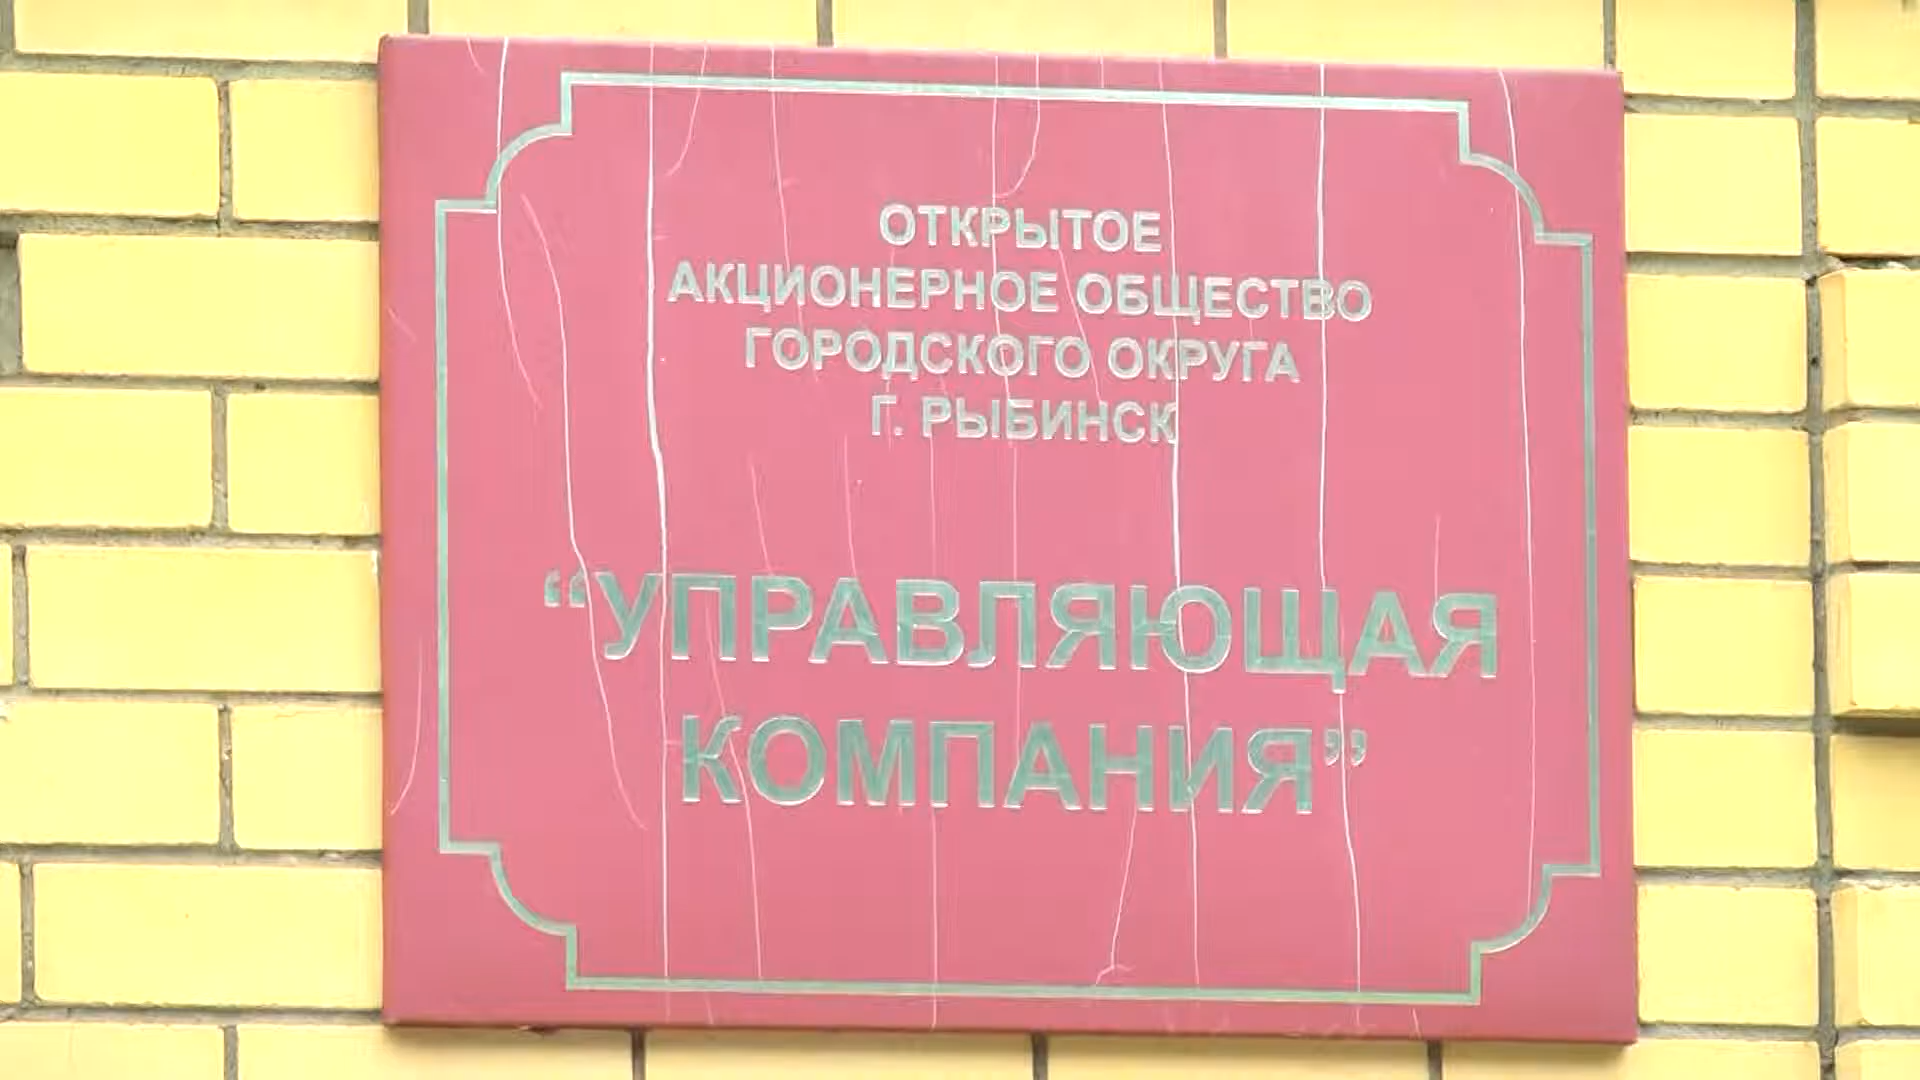 ОТКРЫТОЕ
АКЦИОНЕРНОЕ ОБЩЕСТВО
ГОРОДСКОГО ОКРУГА
Г. РЫБИНСК
“УПРАВЛЯЮЩАЯ
КОМПАНИЯ”